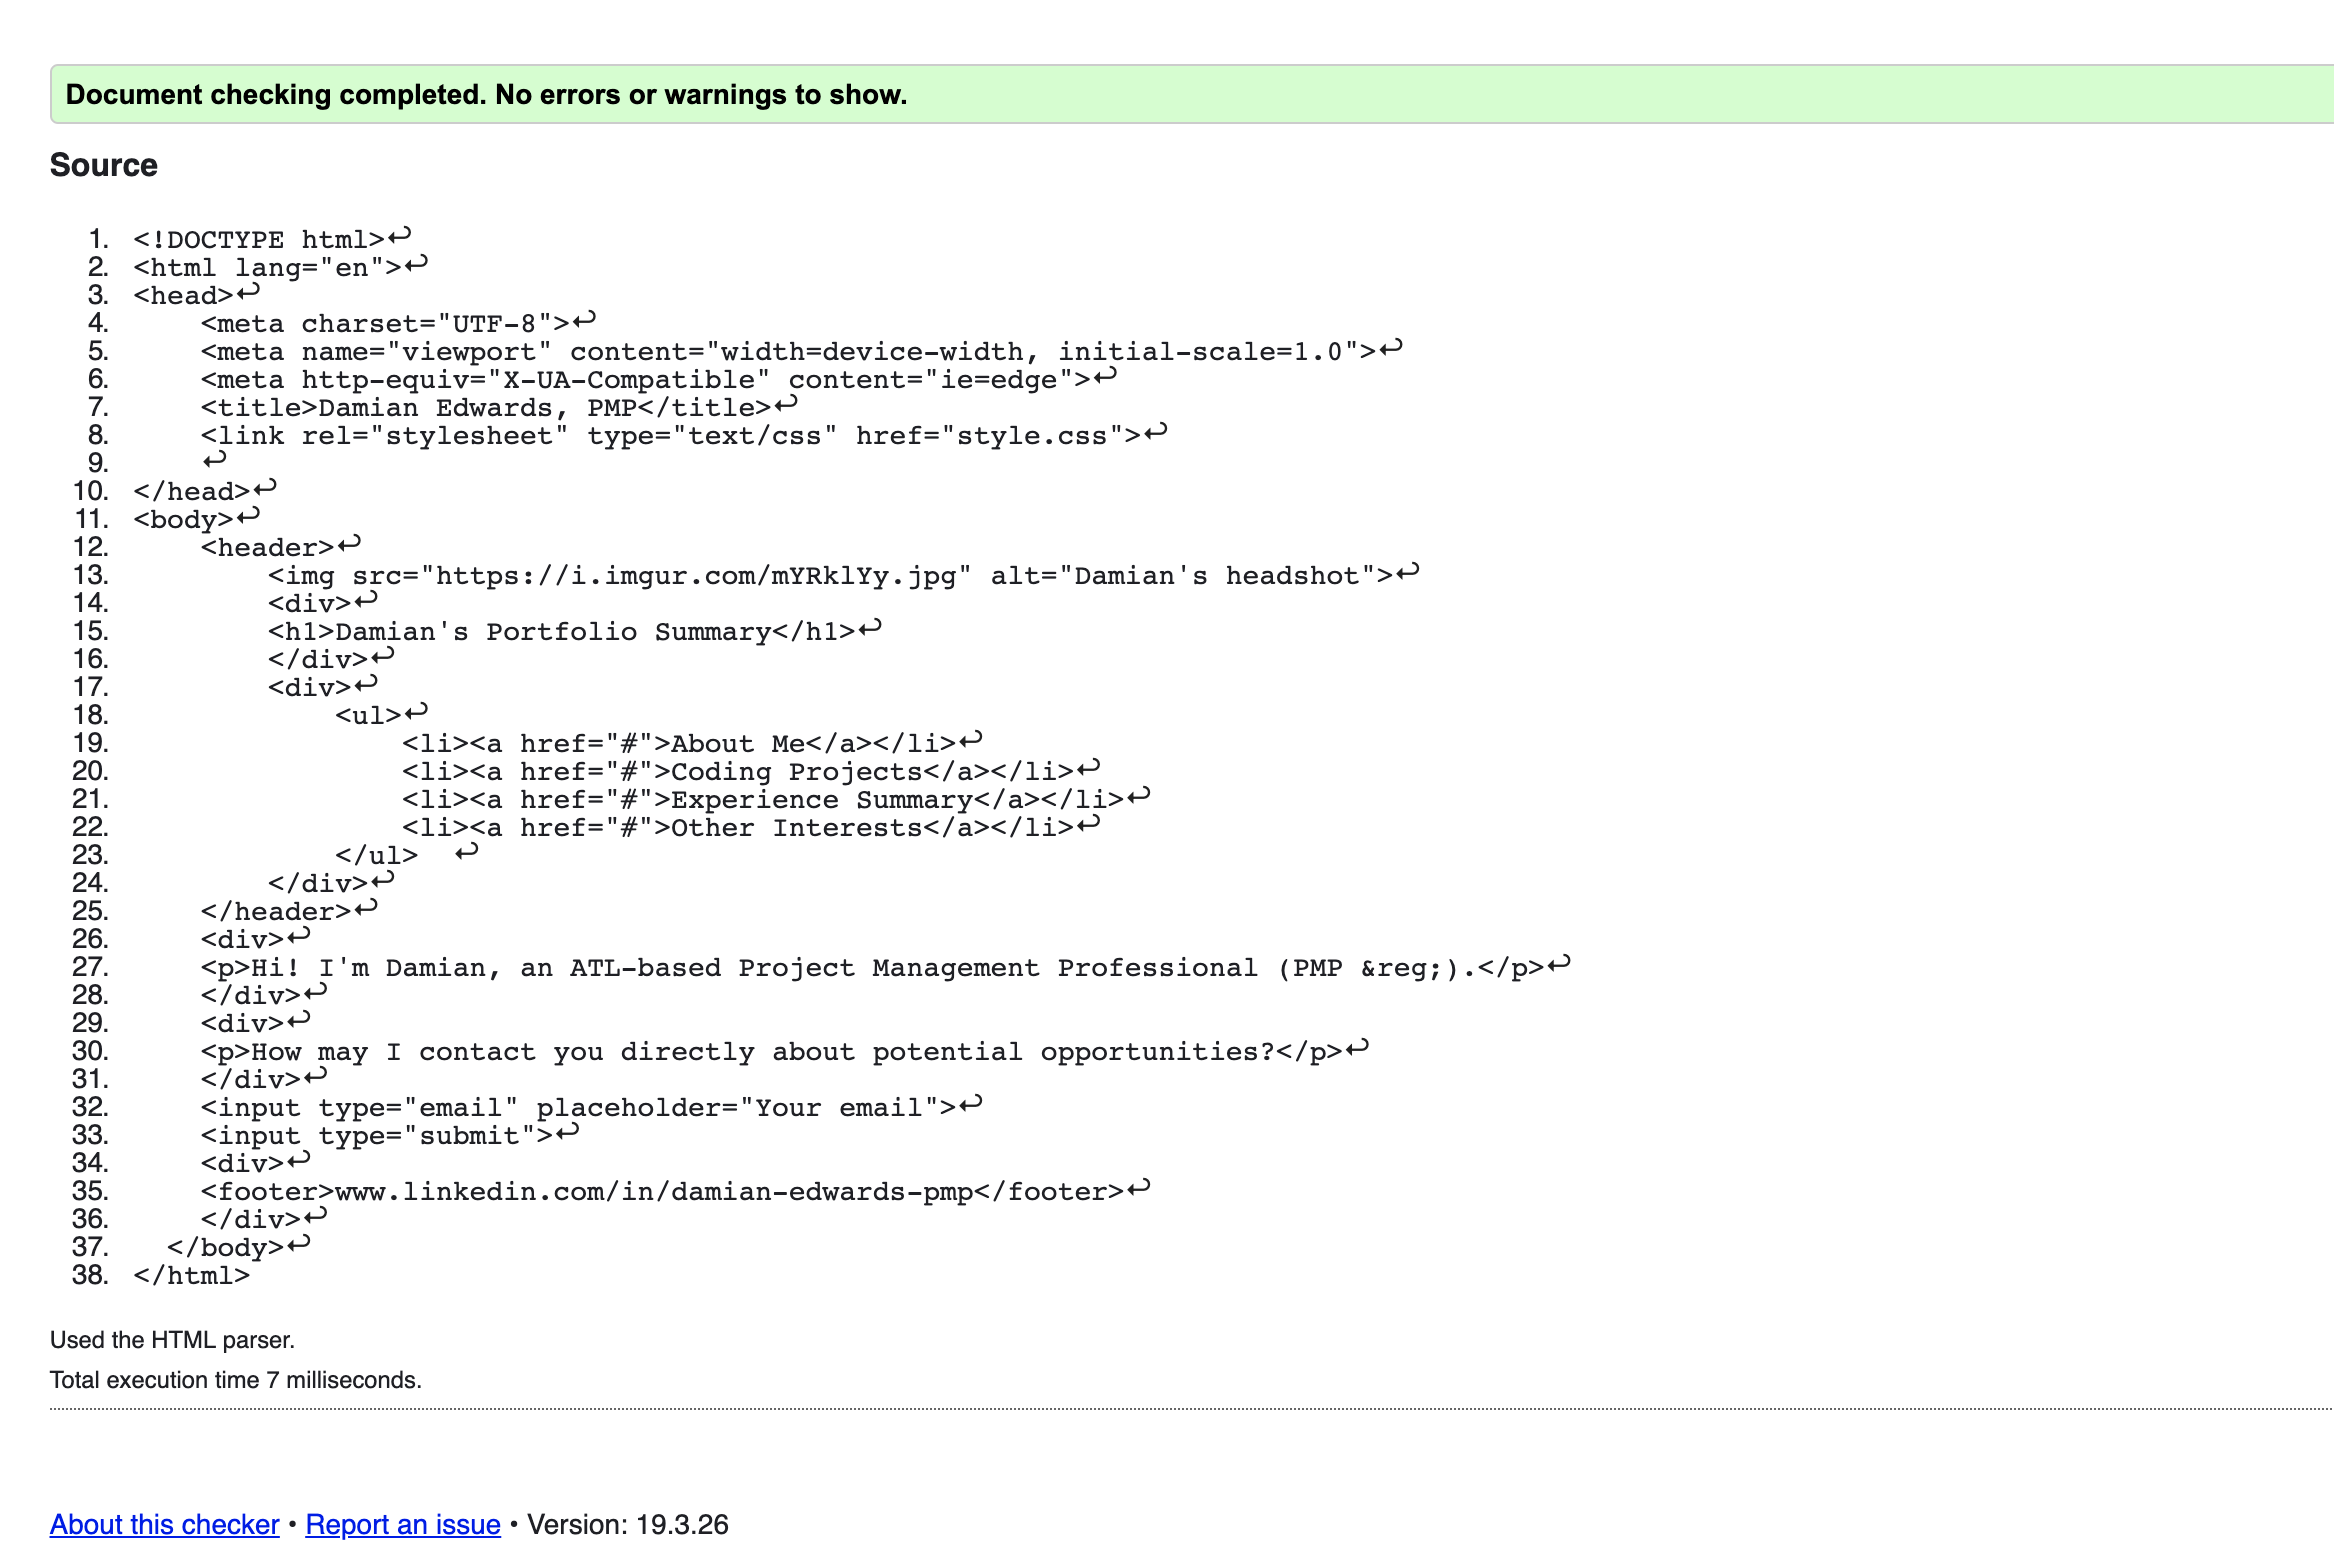 Document checking completed. No errors or warnings to show.
Source
1. <!DOCTYPE html>↩
2. <html lang="en">↩
3. <head>↩
4.     <meta charset="UTF-8">↩
5.     <meta name="viewport" content="width=device-width, initial-scale=1.0">↩
6.     <meta http-equiv="X-UA-Compatible" content="ie=edge">↩
7.     <title>Damian Edwards, PMP</title>↩
8.     <link rel="stylesheet" type="text/css" href="style.css">↩
9.     ↩
10. </head>↩
11. <body>↩
12.     <header>↩
13.         <img src="https://i.imgur.com/mYRklYy.jpg" alt="Damian's headshot">↩
14.         <div>↩
15.         <h1>Damian's Portfolio Summary</h1>↩
16.         </div>↩
17.         <div>↩
18.             <ul>↩
19.                 <li><a href="#">About Me</a></li>↩
20.                 <li><a href="#">Coding Projects</a></li>↩
21.                 <li><a href="#">Experience Summary</a></li>↩
22.                 <li><a href="#">Other Interests</a></li>↩
23.             </ul>  ↩
24.         </div>↩
25.     </header>↩
26.     <div>↩
27.     <p>Hi! I'm Damian, an ATL-based Project Management Professional (PMP &reg;).</p>↩
28.     </div>↩
29.     <div>↩
30.     <p>How may I contact you directly about potential opportunities?</p>↩
31.     </div>↩
32.     <input type="email" placeholder="Your email">↩
33.     <input type="submit">↩
34.     <div>↩
35.     <footer>www.linkedin.com/in/damian-edwards-pmp</footer>↩
36.     </div>↩
37.   </body>↩
38. </html>
Used the HTML parser.
Total execution time 7 milliseconds.
About this checker • Report an issue • Version: 19.3.26